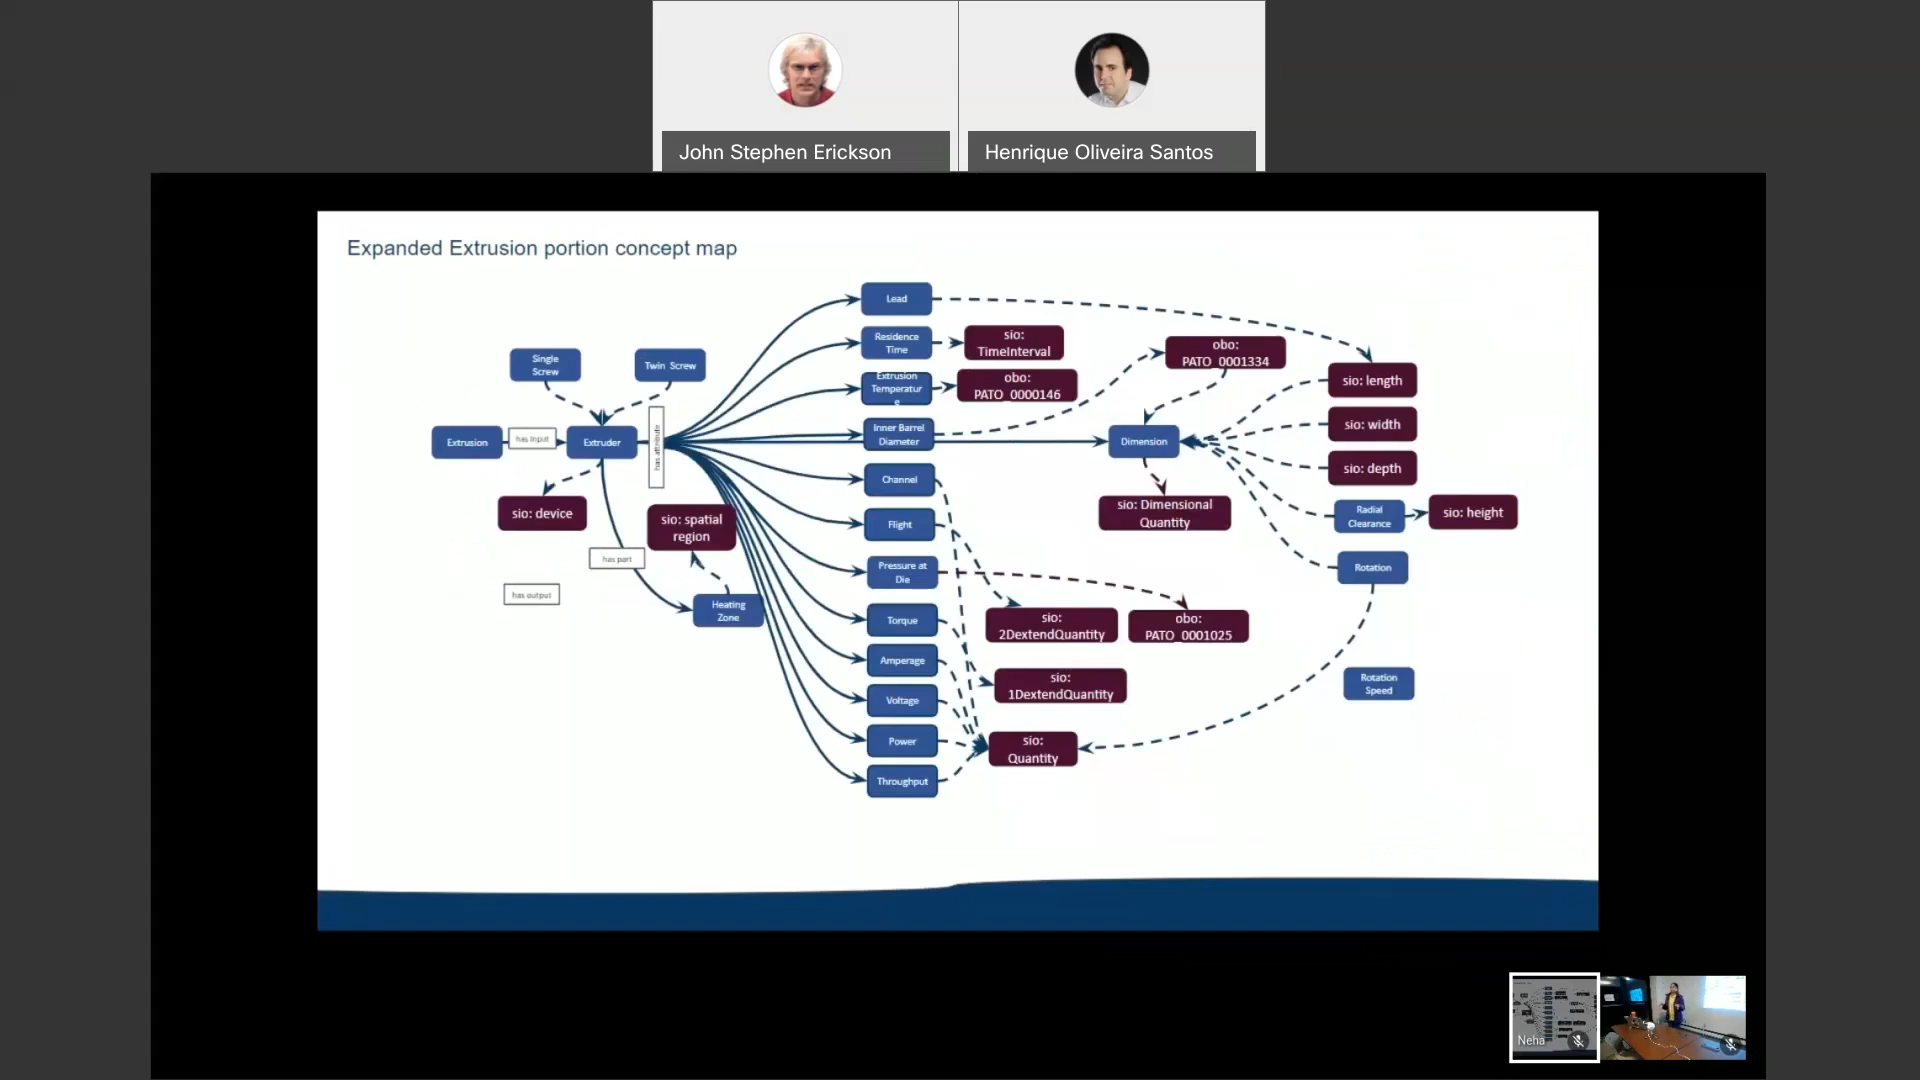 John Stephen Erickson
Henrique Oliveira Santos
Expanded Extrusion portion concept map
Lead
Residence
Time
sio:
TimeInterval
obo:
PATO_0001334
Single
Screw
Twin Screw
Extrusion
Temperatur
e
obo:
PATO_0000146
sio: length
Inner Barrel
Diameter
sio: width
Extrusion
has input
Extruder
has attribute
Dimension
sio: depth
Channel
sio: device
sio: spatial
region
Flight
sio: Dimensional
Quantity
Radial
Clearance
sio: height
has part
Pressure at
Die
Rotation
has output
Heating
Zone
Torque
sio:
2DextendQuantity
obo:
PATO_0001025
Amperage
sio:
1DextendQuantity
Rotation
Speed
Voltage
Power
sio:
Quantity
Throughput
Neha